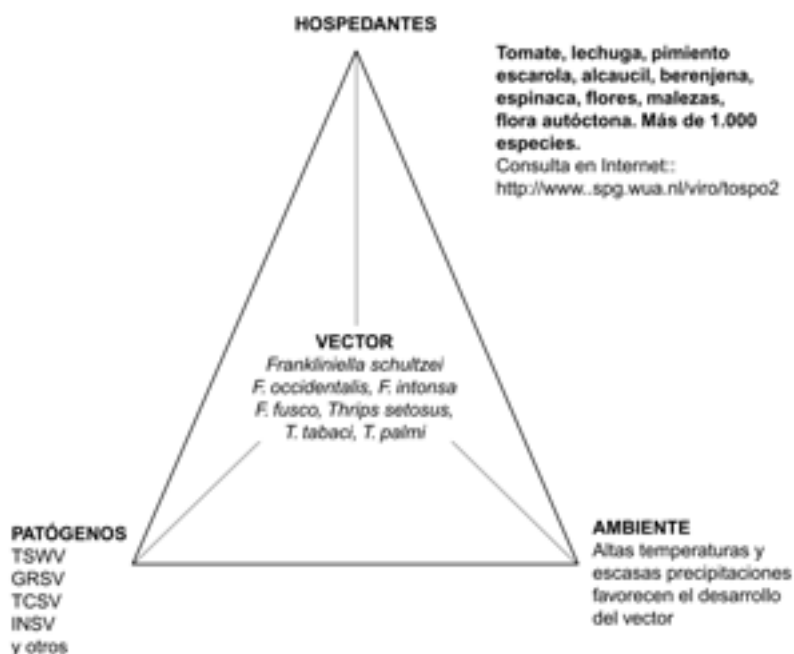 HOSPEDANTES
Tomate, lechuga, pimiento
escarola, alcaucil, berenjena,
espinaca, flores, malezas,
flora autóctona. Más de 1.000
especies.
Consulta en Internet::
http://www..spg.wua.nl/viro/tospo2
VECTOR
Frankliniella schultzei
F. occidentalis, F. intonsa
F. fusco, Thrips setosus,
T. tabaci, T. palmi
PATÓGENOS
TSWV
GRSV
TCSV
INSV
y otros
AMBIENTE
Altas temperaturas y
escasas precipitaciones
favorecen el desarrollo
del vector